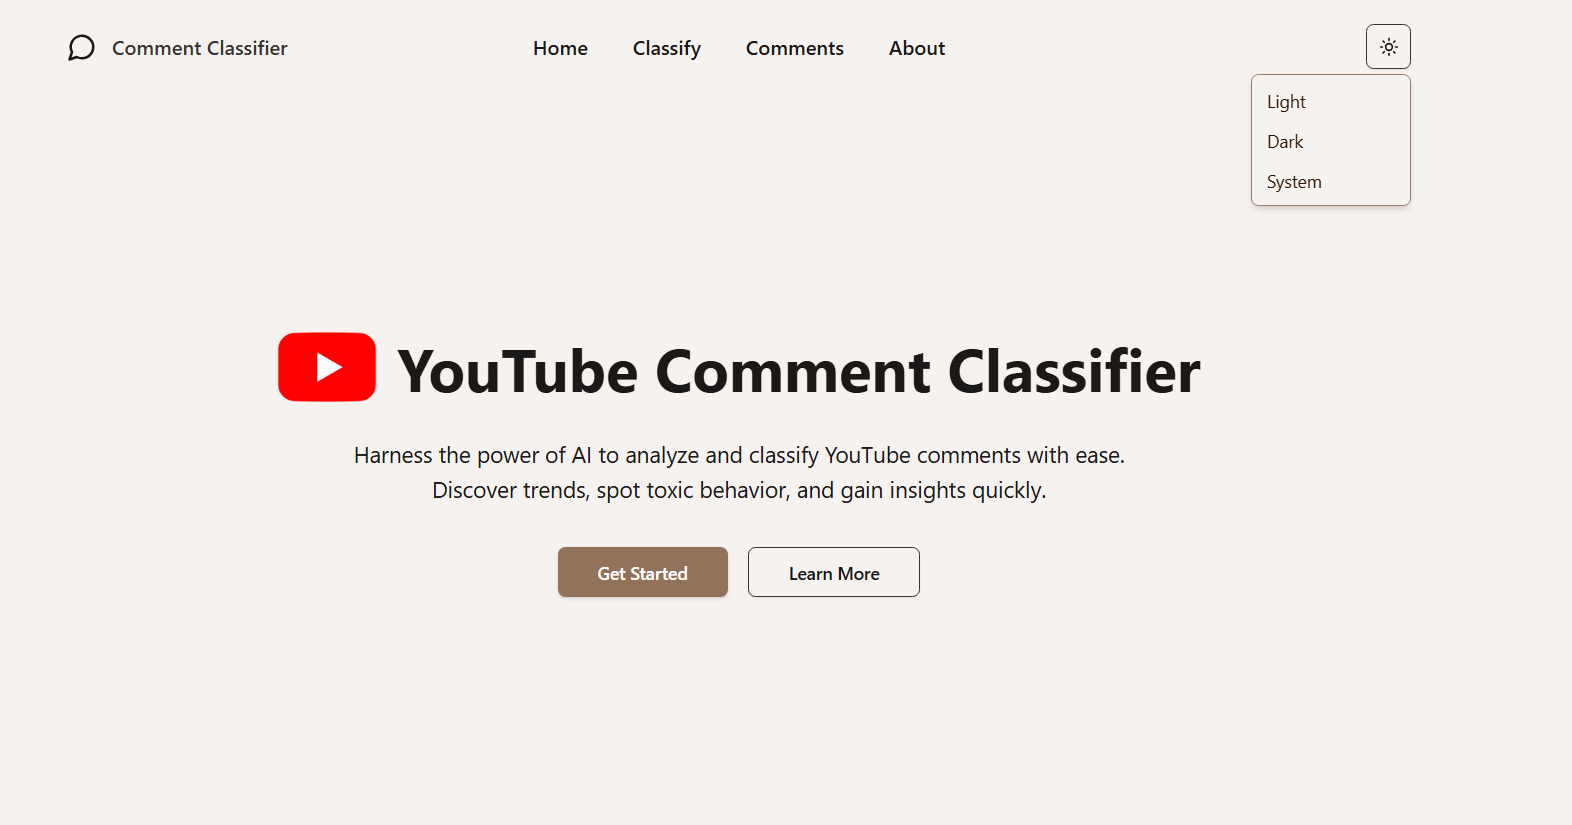 Comment Classifier
Home
Classify
Comments
About
Light
Dark
System
YouTube Comment Classifier
Harness the power of AI to analyze and classify YouTube comments with ease.
Discover trends, spot toxic behavior, and gain insights quickly.
Get Started
Learn More